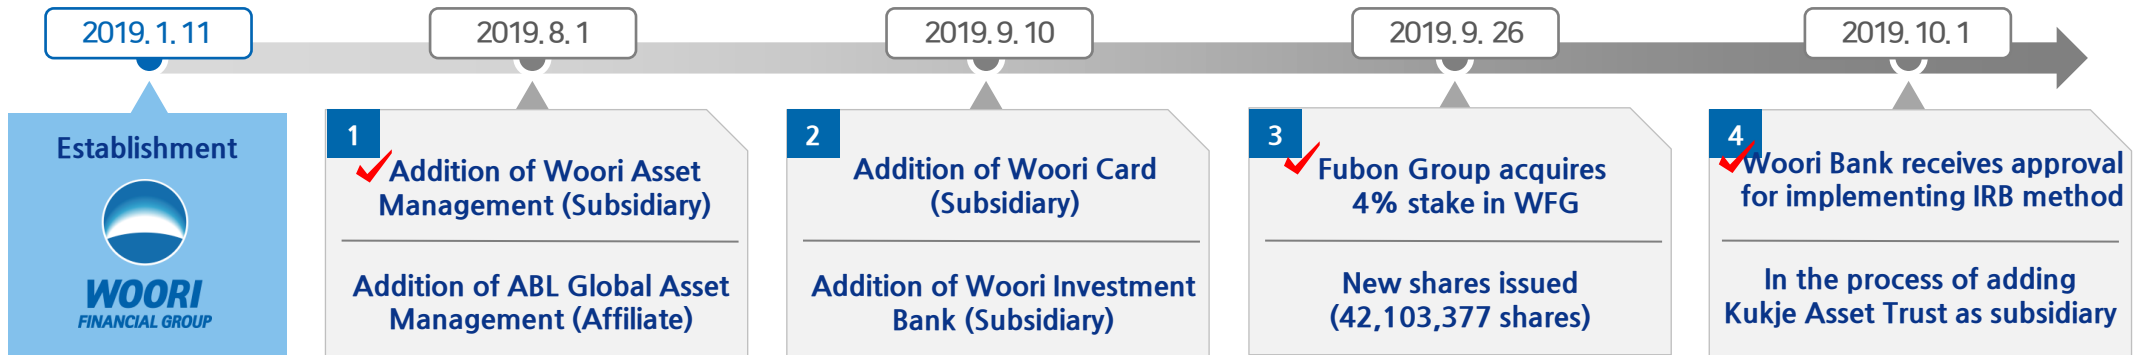 2019. 1. 11
2019. 8. 1
2019. 9. 10
2019. 9. 26
2019. 10. 1
Establishment
WOORI
FINANCIAL GROUP
1
Addition of Woori Asset
Management (Subsidiary)
Addition of ABL Global Asset
Management (Affiliate)
2
Addition of Woori Card
(Subsidiary)
Addition of Woori Investment
Bank (Subsidiary)
3
Fubon Group acquires
4% stake in WFG
New shares issued
(42,103,377 shares)
4
Woori Bank receives approval
for implementing IRB method
In the process of adding
Kukje Asset Trust as subsidiary